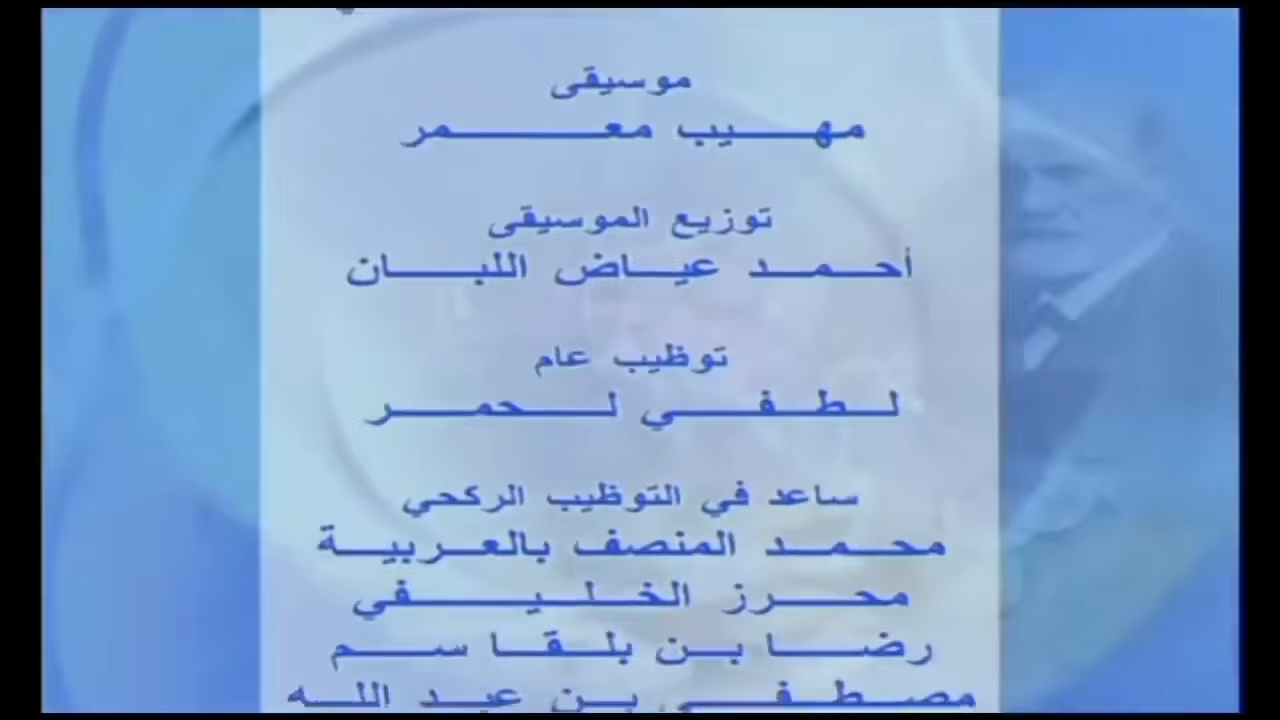 موسيقى
مهيب معمر
توزيع الموسيقى
أحمد عياض اللبان
توظيب عام
لطفي لحمر
ساعد في التوظيب الركحي
محمد المنصف بالعربية
محرز الخليفي
رضا بن بلقاسم
مصطفى بن عبد الله